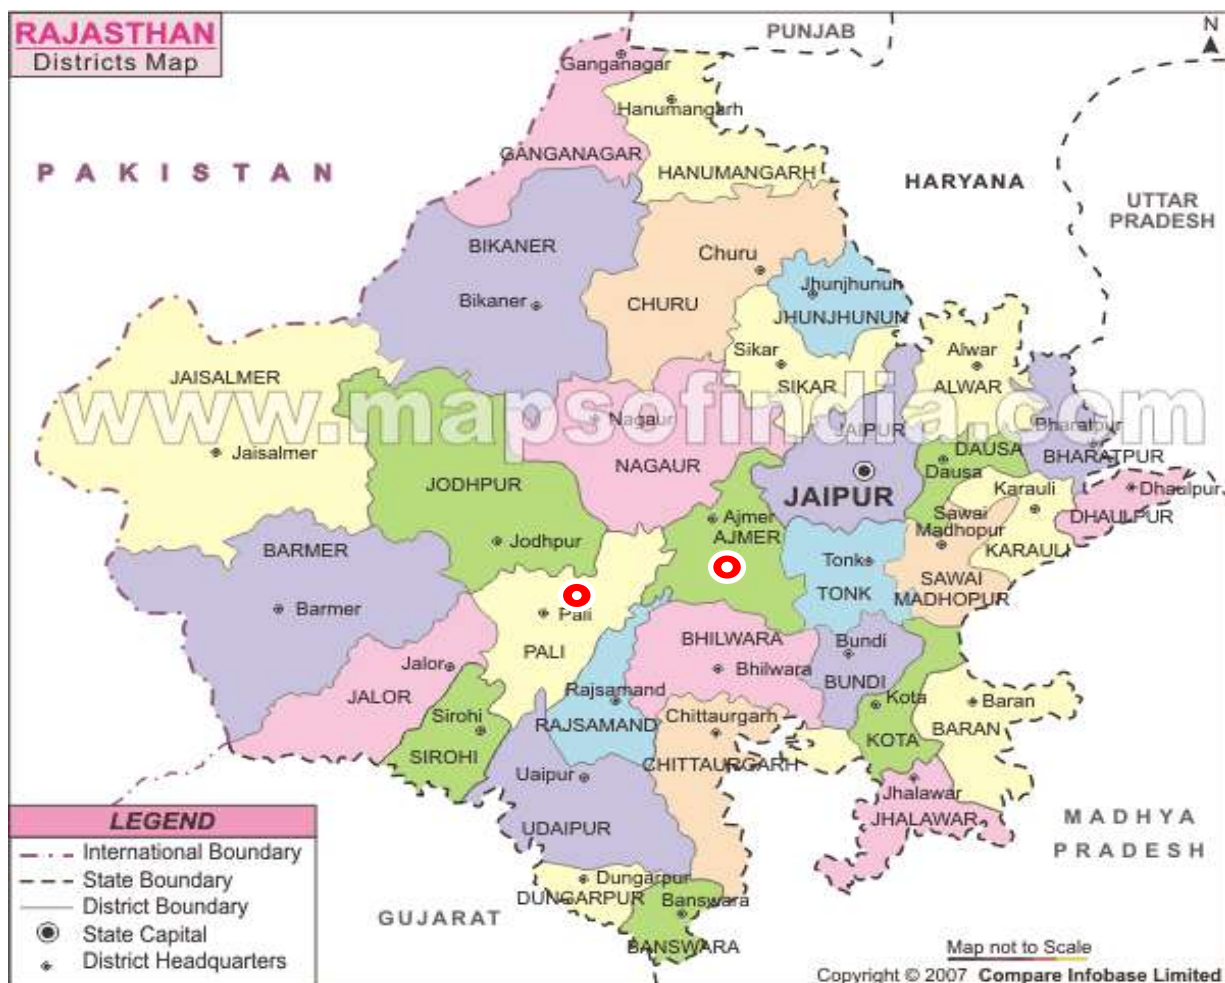 RAJASTHAN
Districts Map
PUNJAB
N
Ganganagar
Hanumangarh
PAKISTAN
GANGANAGAR
HANUMANGARH
HARYANA
UTTAR
PRADESH
BIKANER
Churu
Bikaner
CHURU
Jhunjhunun
JHUNJHUNUN
Sikar
SIKAR
Alwar
ALWAR
JAISALMER
www.mapsofindia.com
Nagaur
JAIPUR
Bharatpur
Jaisalmer
NAGAUR
DAUSA
BHARATPUR
JODHPUR
Dausa
JAIPUR
Karauli
Dhaulpur
Ajmer
AJMER
Sawai
Madhopur
DHAULPUR
Jodhpur
BARMER
KARAULI
Tonk
TONK
SAWAI
MADHOPUR
Barmer
Pali
PALI
BHILWARA
Bundi
Jalor
Bhilwara
BUNDI
JALOR
Rajsamand
Kota
Baran
Sirohi
RAJSAMAND
Chittaurgarh
BARAN
SIROHI
KOTA
CHITTAURGARH
Uaipur
Jhalawar
JHALAWAR
UDAIPUR
MADHYA
PRADESH
Dungarpur
DUNGARPUR
Banswara
BANSWARA
GUJARAT
LEGEND
International Boundary
State Boundary
District Boundary
State Capital
District Headquarters
Map not to Scale
Copyright © 2007 Compare Infobase Limited